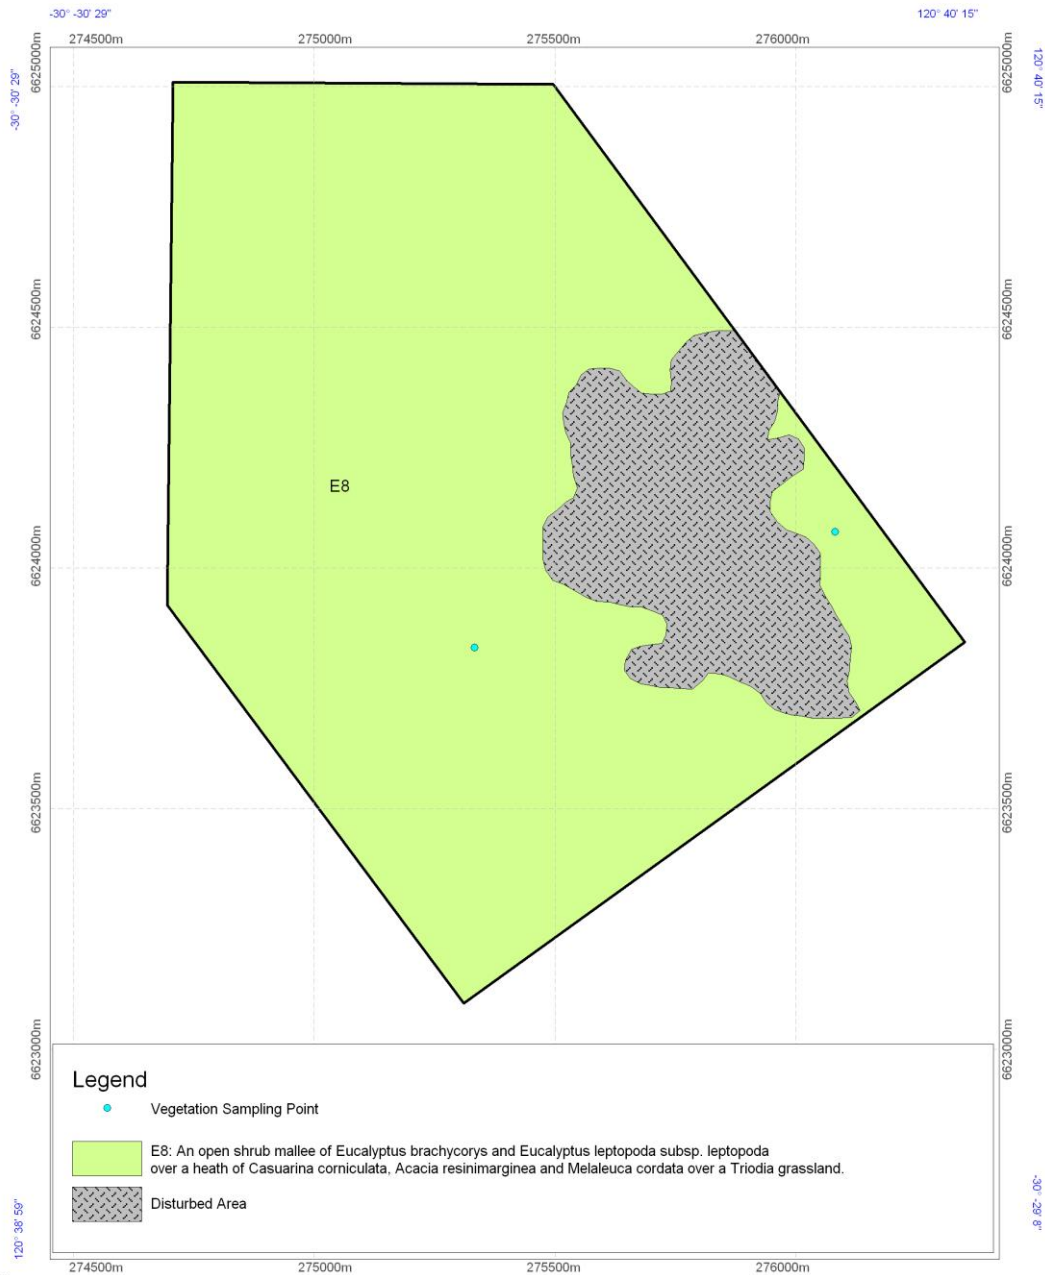 -30° -30' 29"
120° 40' 15"
274500m
275000m
275500m
276000m
-30° -30' 29"
6625000m
6625000m
120° 40' 15"
6624500m
6624500m
E8
6624000m
6624000m
6623500m
6623500m
6623000m
6623000m
Legend
Vegetation Sampling Point
E8: An open shrub mallee of Eucalyptus brachycorys and Eucalyptus leptopoda subsp. leptopoda
over a heath of Casuarina corniculata, Acacia resinimarginea and Melaleuca cordata over a Triodia grassland.
Disturbed Area
120° 38' 59"
-30° -29' 8"
274500m
275000m
275500m
276000m